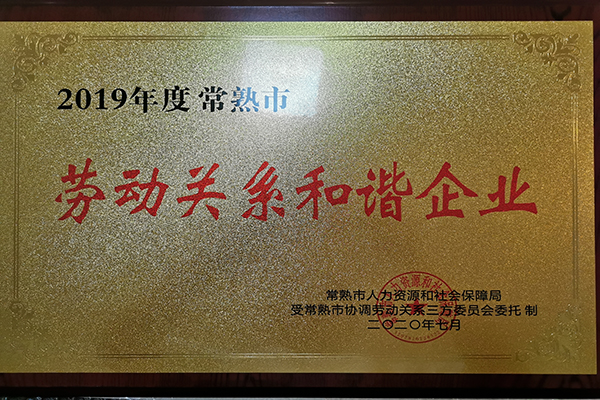 2019年度 常熟市
劳动关系和谐企业
常熟市人力资源和社会保障局
受常熟市协调劳动关系三方委员会委托 制
二〇二〇年七月